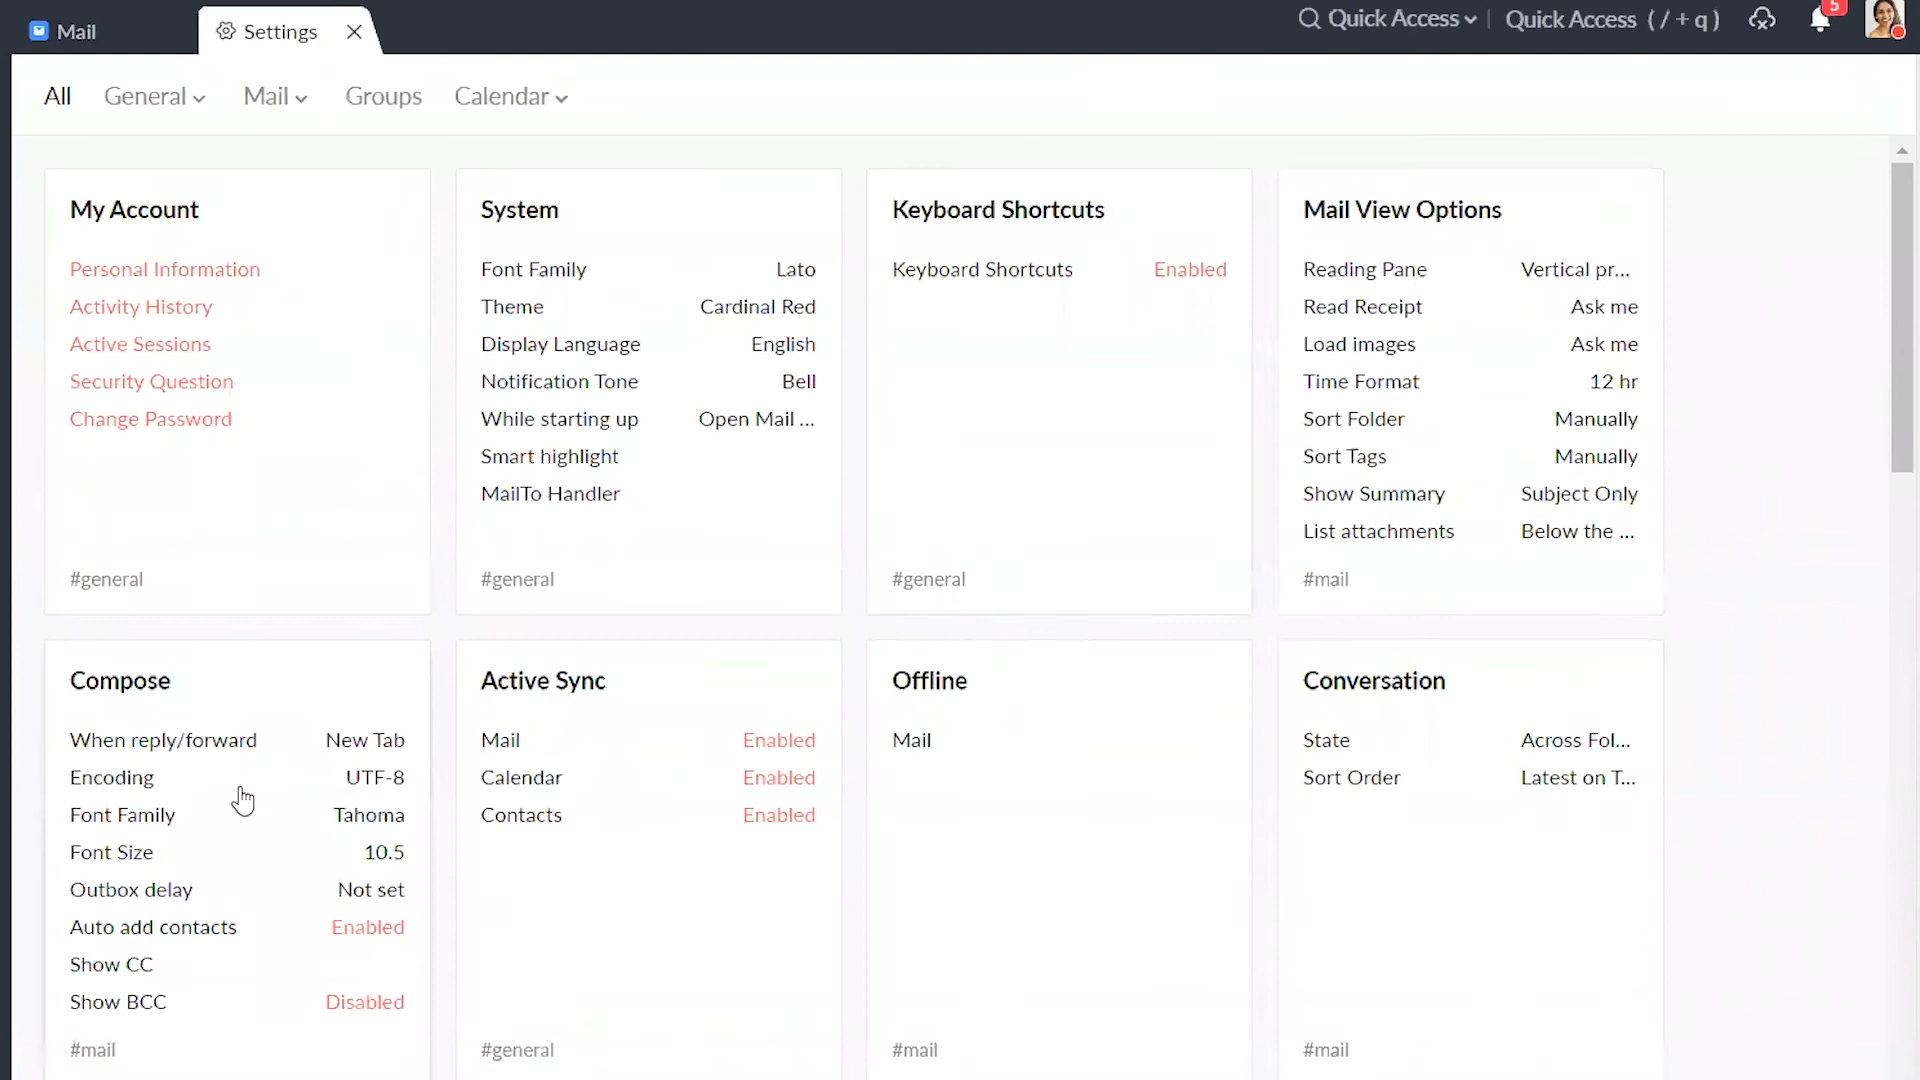 Mail
Settings
Quick Access
Quick Access ( / + q )
5
All
General
Mail
Groups
Calendar
My Account
Personal Information
Activity History
Active Sessions
Security Question
Change Password
#general
System
Font Family Lato
Theme Cardinal Red
Display Language English
Notification Tone Bell
While starting up Open Mail ...
Smart highlight
MailTo Handler
#general
Keyboard Shortcuts
Keyboard Shortcuts Enabled
#general
Mail View Options
Reading Pane Vertical pr...
Read Receipt Ask me
Load images Ask me
Time Format 12 hr
Sort Folder Manually
Sort Tags Manually
Show Summary Subject Only
List attachments Below the ...
#mail
Compose
When reply/forward New Tab
Encoding UTF-8
Font Family Tahoma
Font Size 10.5
Outbox delay Not set
Auto add contacts Enabled
Show CC
Show BCC Disabled
#mail
Active Sync
Mail Enabled
Calendar Enabled
Contacts Enabled
#general
Offline
Mail
#mail
Conversation
State Across Fol...
Sort Order Latest on T...
#mail